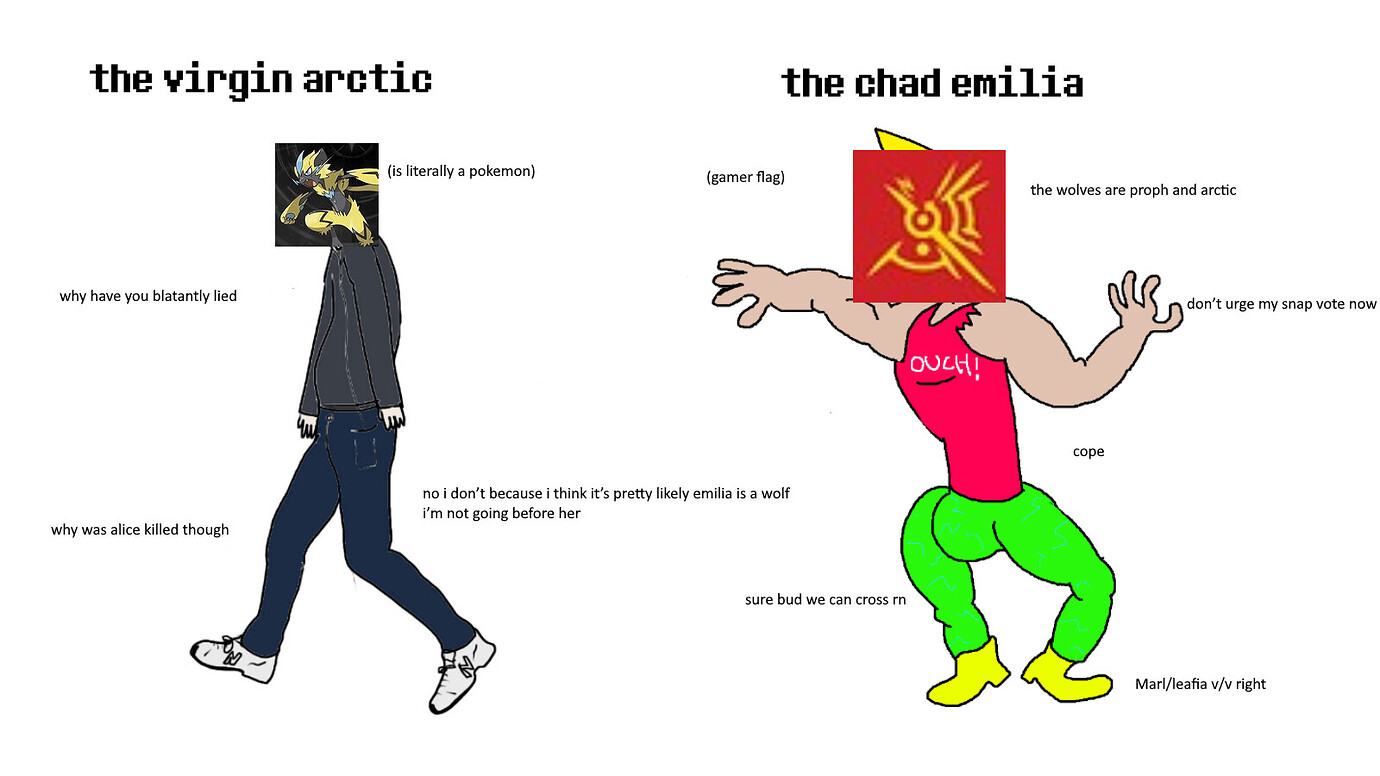 the virgin arctic
(is literally a pokemon)
why have you blatantly lied
no i don't because i think it's pretty likely emilia is a wolf
i'm not going before her
why was alice killed though
the chad emilia
(gamer flag)
the wolves are proph and arctic
don't urge my snap vote now
OUCH!
cope
sure bud we can cross rn
Marl/leafia v/v right